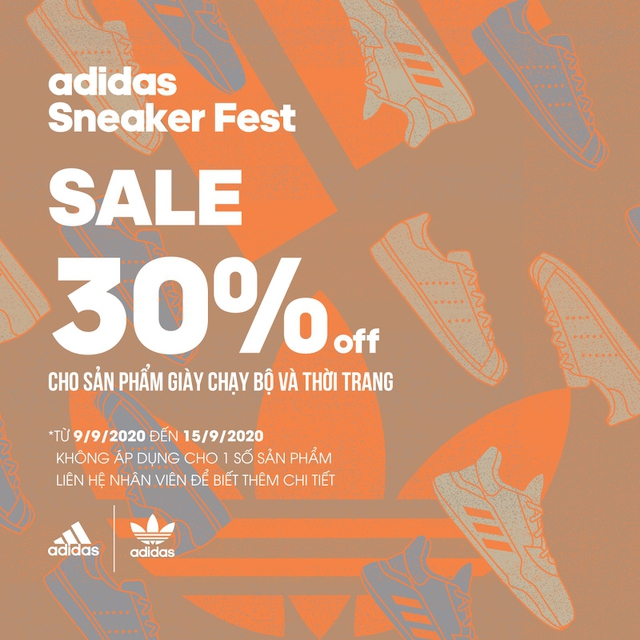 adidas
Sneaker Fest
SALE
30% off
CHO SẢN PHẨM GIÀY CHẠY BỘ VÀ THỜI TRANG
*TỪ 9/9/2020 ĐẾN 15/9/2020
KHÔNG ÁP DỤNG CHO 1 SỐ SẢN PHẨM
LIÊN HỆ NHÂN VIÊN ĐỂ BIẾT THÊM CHI TIẾT
adidas adidas